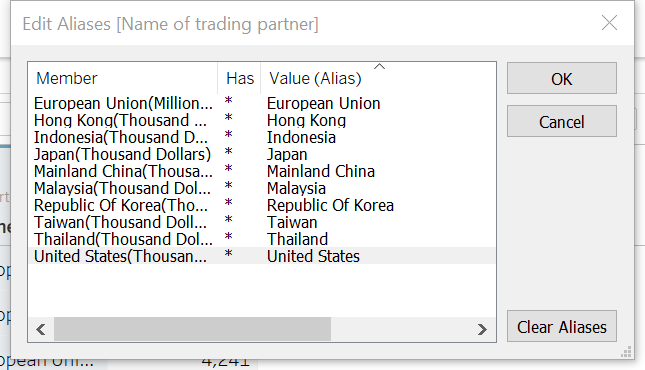 Edit Aliases [Name of trading partner]
Member Has Value (Alias)
European Union(Million... * European Union
Hong Kong(Thousand ... * Hong Kong
Indonesia(Thousand D... * Indonesia
Japan(Thousand Dollars) * Japan
Mainland China(Thousa... * Mainland China
Malaysia(Thousand Dol... * Malaysia
Republic Of Korea(Tho... * Republic Of Korea
Taiwan(Thousand Doll... * Taiwan
Thailand(Thousand Dol... * Thailand
United States(Thousan... * United States
OK
Cancel
Clear Aliases
opean Uni... 4,241